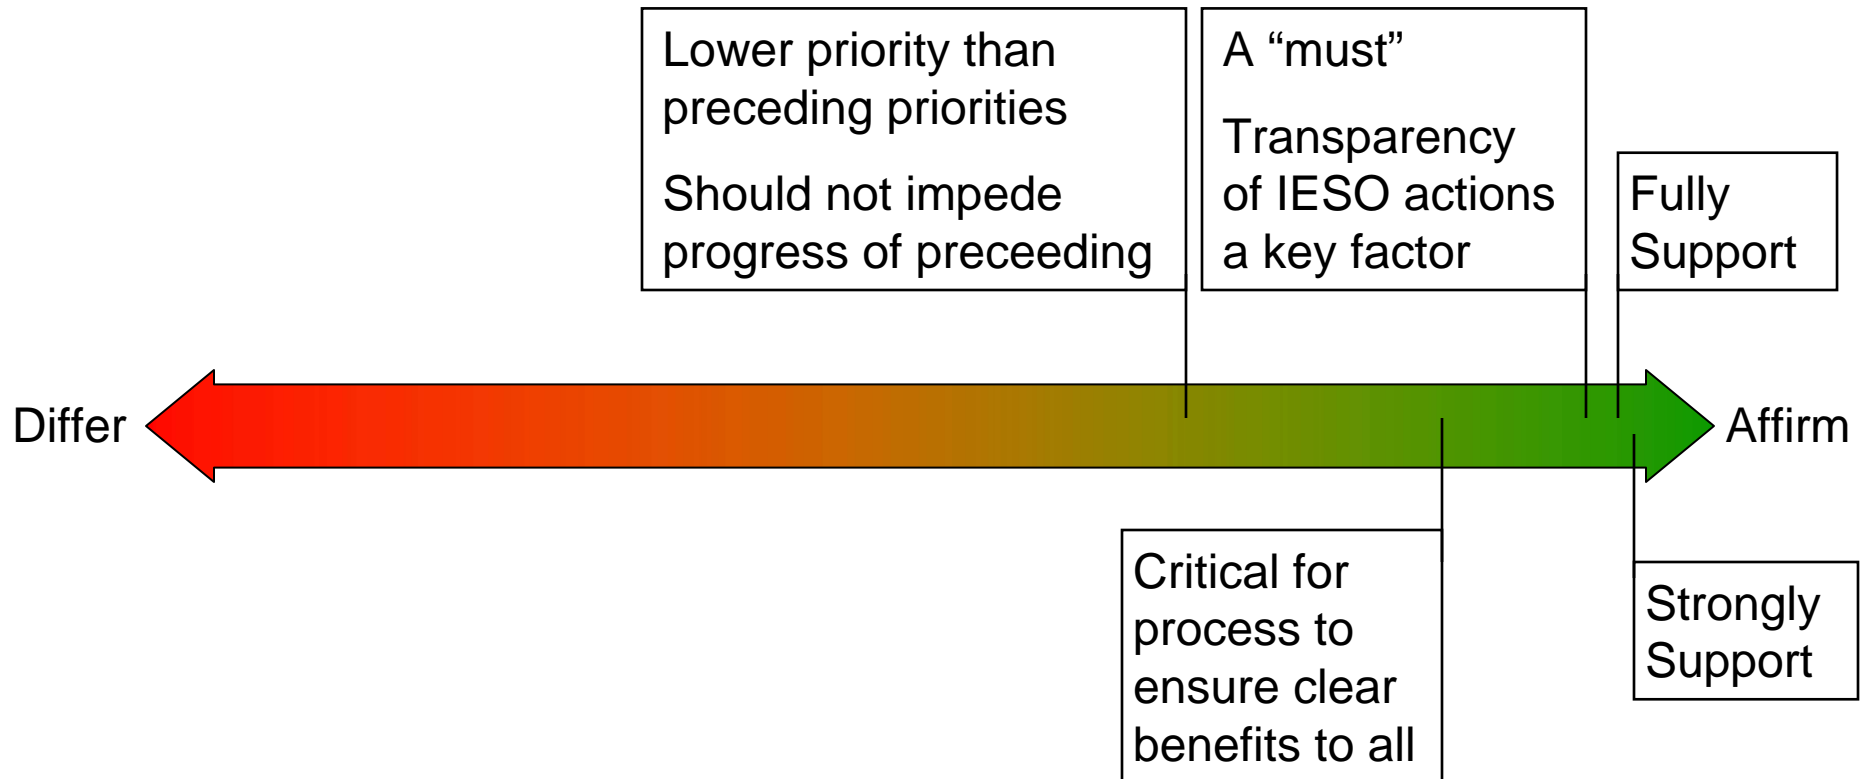 Lower priority than
preceding priorities
Should not impede
progress of preceeding
A “must”
Transparency
of IESO actions
a key factor
Fully
Support
Differ
Affirm
Critical for
process to
ensure clear
benefits to all
Strongly
Support